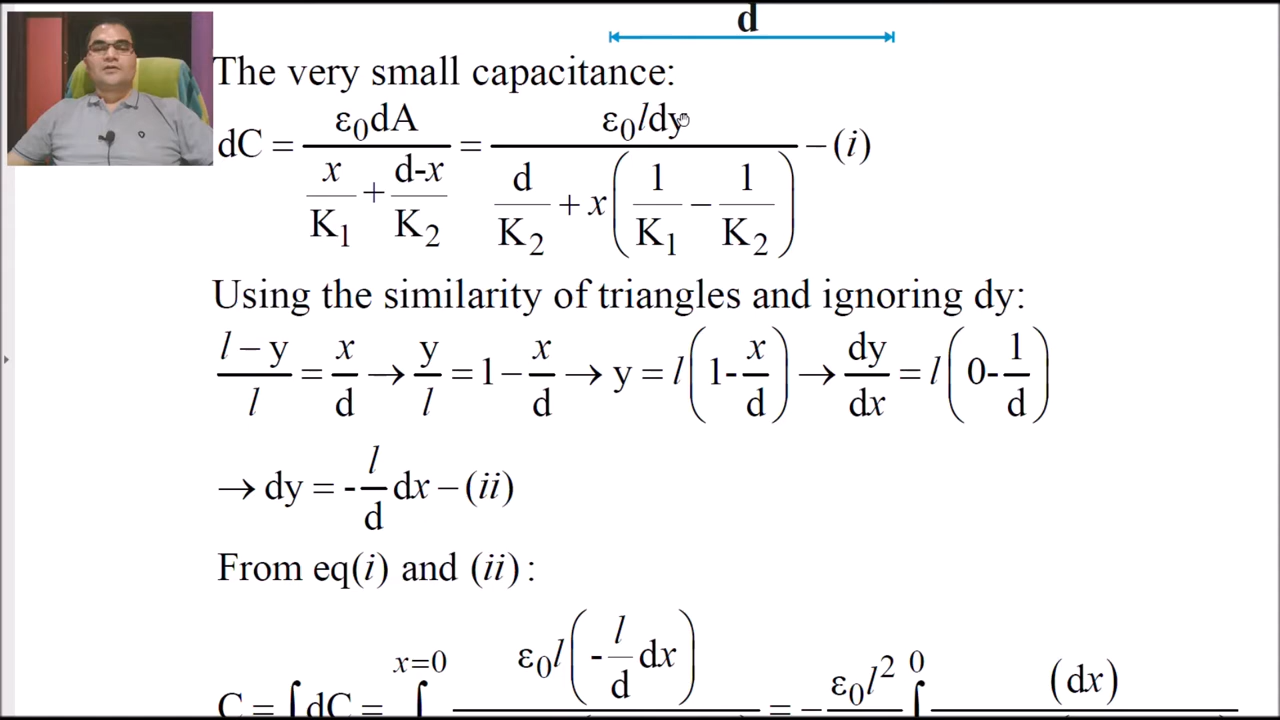 d
The very small capacitance:
dC = ε₀dA / (x/K₁ + (d-x)/K₂) = ε₀ldy / (d/K₂ + x(1/K₁ − 1/K₂)) − (i)
Using the similarity of triangles and ignoring dy:
(l − y)/l = x/d → y/l = 1 − x/d → y = l(1 - x/d) → dy/dx = l(0 - 1/d)
→ dy = - l/d dx − (ii)
From eq(i) and (ii) :
C = ∫dC = ∫ x=0 ε₀l(- l/d dx) = − ε₀l² ∫ 0 (dx)